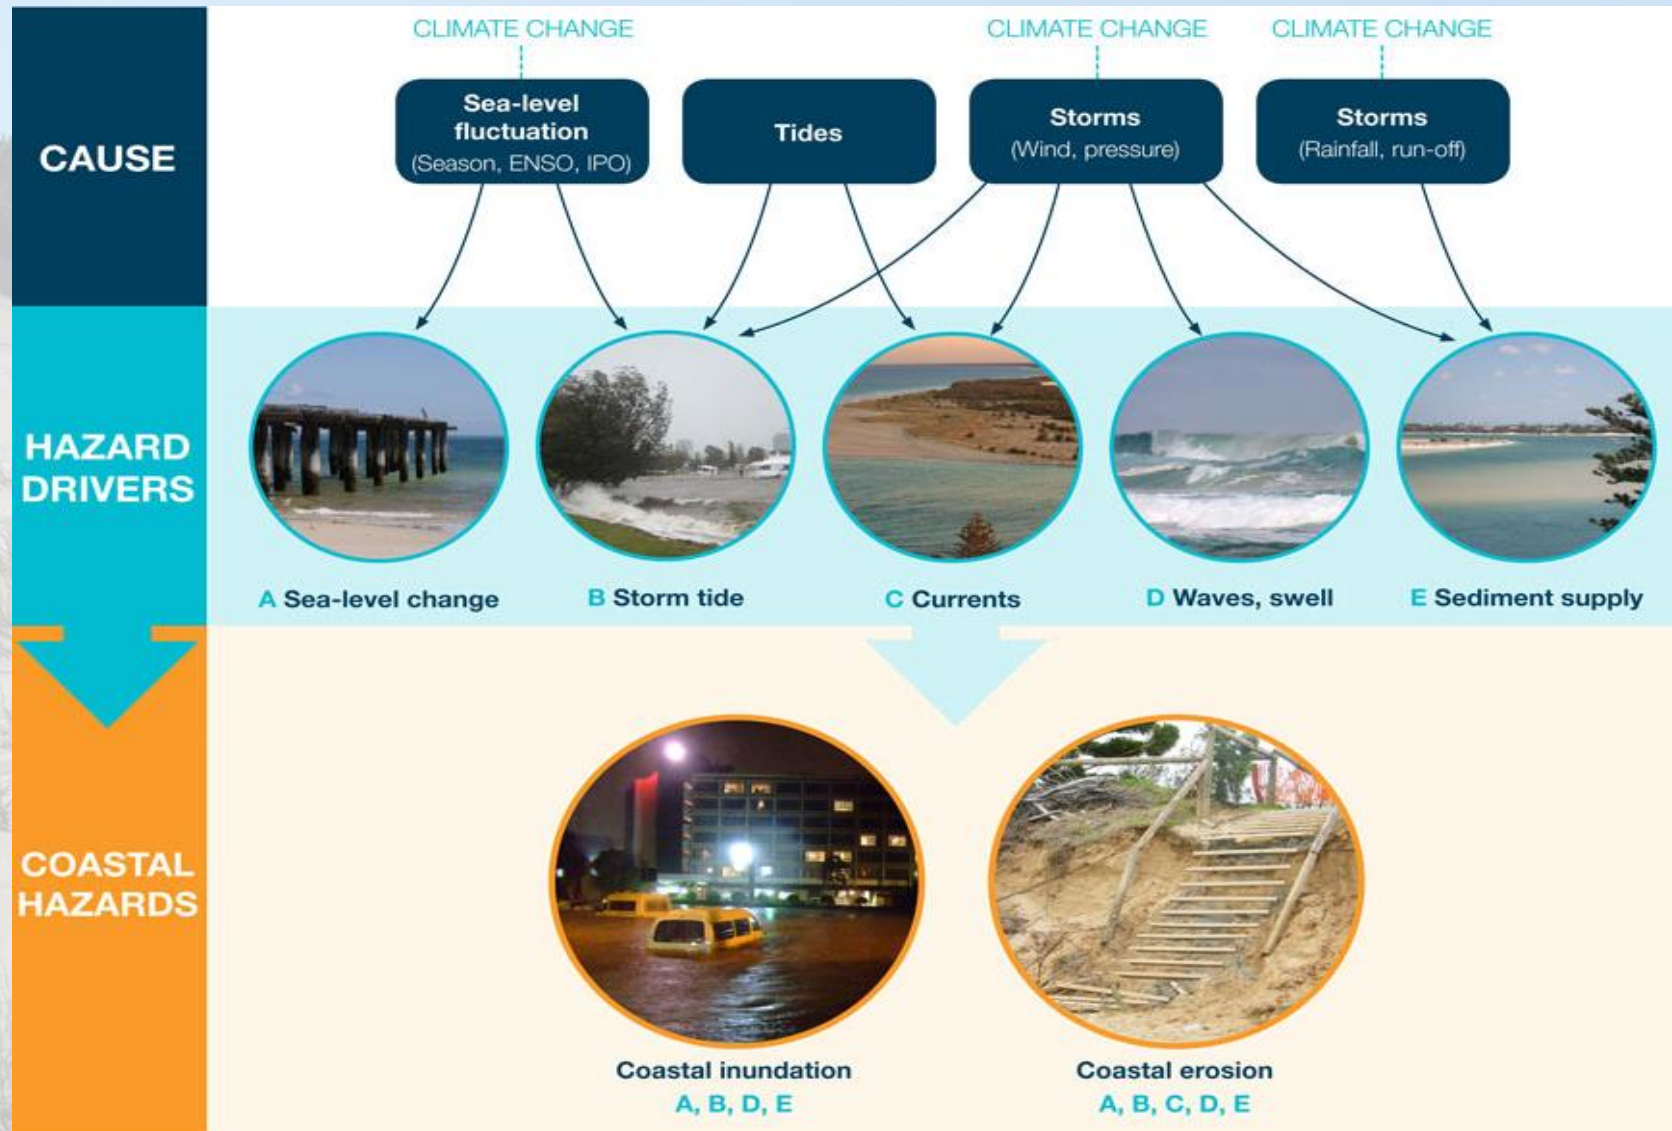 CLIMATE CHANGE
CLIMATE CHANGE
CLIMATE CHANGE
CAUSE
Sea-level
fluctuation
(Season, ENSO, IPO)
Tides
Storms
(Wind, pressure)
Storms
(Rainfall, run-off)
HAZARD
DRIVERS
A Sea-level change
B Storm tide
C Currents
D Waves, swell
E Sediment supply
COASTAL
HAZARDS
Coastal inundation
A, B, D, E
Coastal erosion
A, B, C, D, E